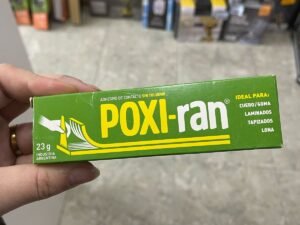 ADHESIVO DE CONTACTO SIN TOLUENO
POXI-ran®
IDEAL PARA:
CUERO/GOMA
LAMINADOS
TAPIZADOS
LONA
23 g
INDUSTRIA
ARGENTINA